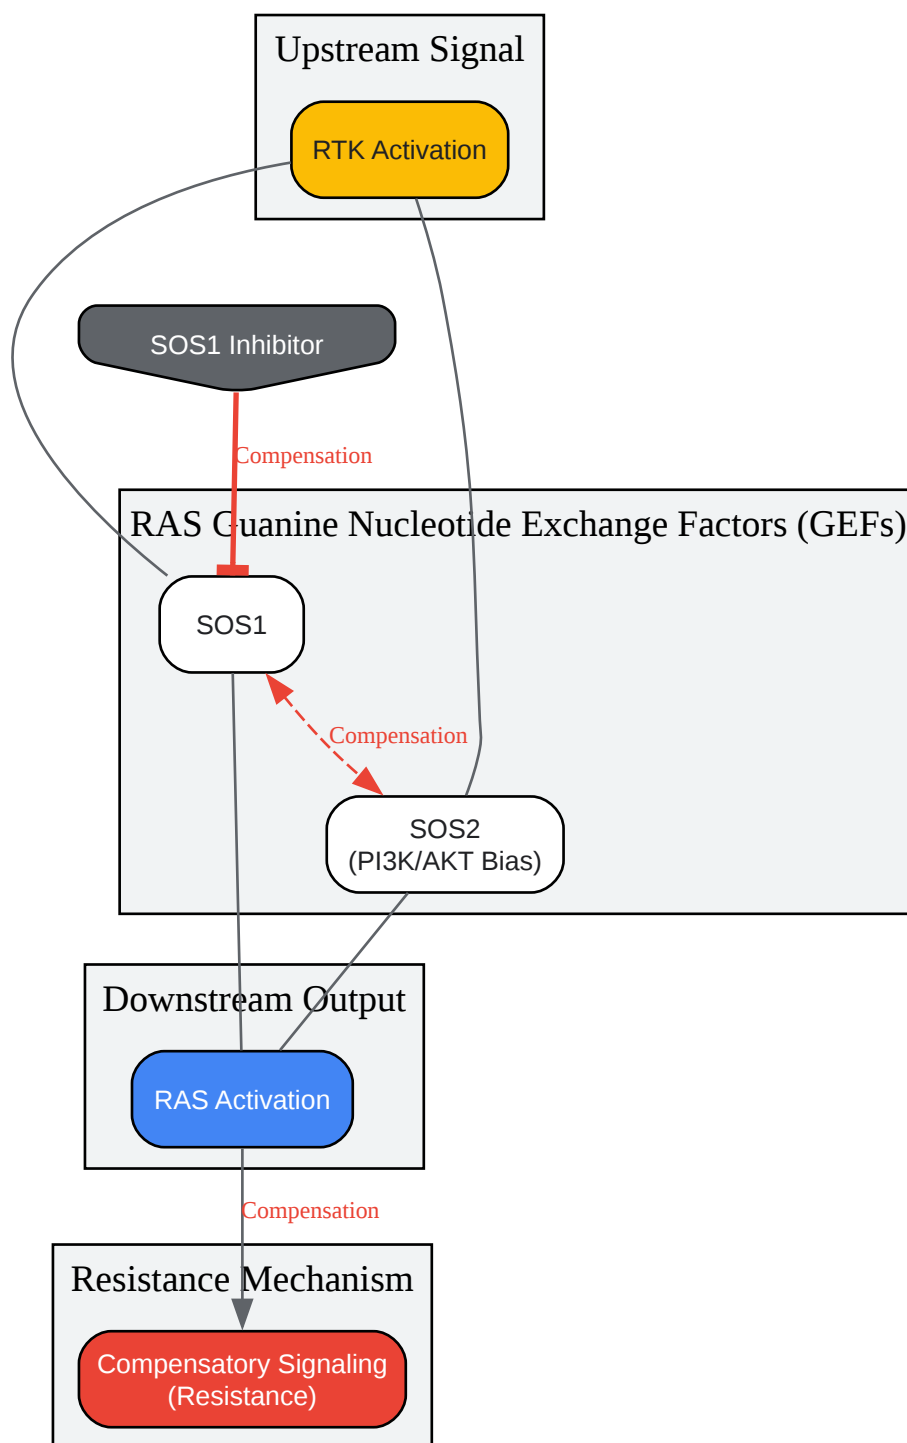 Upstream Signal
RTK Activation
SOS1 Inhibitor
Compensation
RAS Guanine Nucleotide Exchange Factors (GEFs)
SOS1
Compensation
SOS2
(PI3K/AKT Bias)
Downstream Output
RAS Activation
Compensation
Resistance Mechanism
Compensatory Signaling
(Resistance)